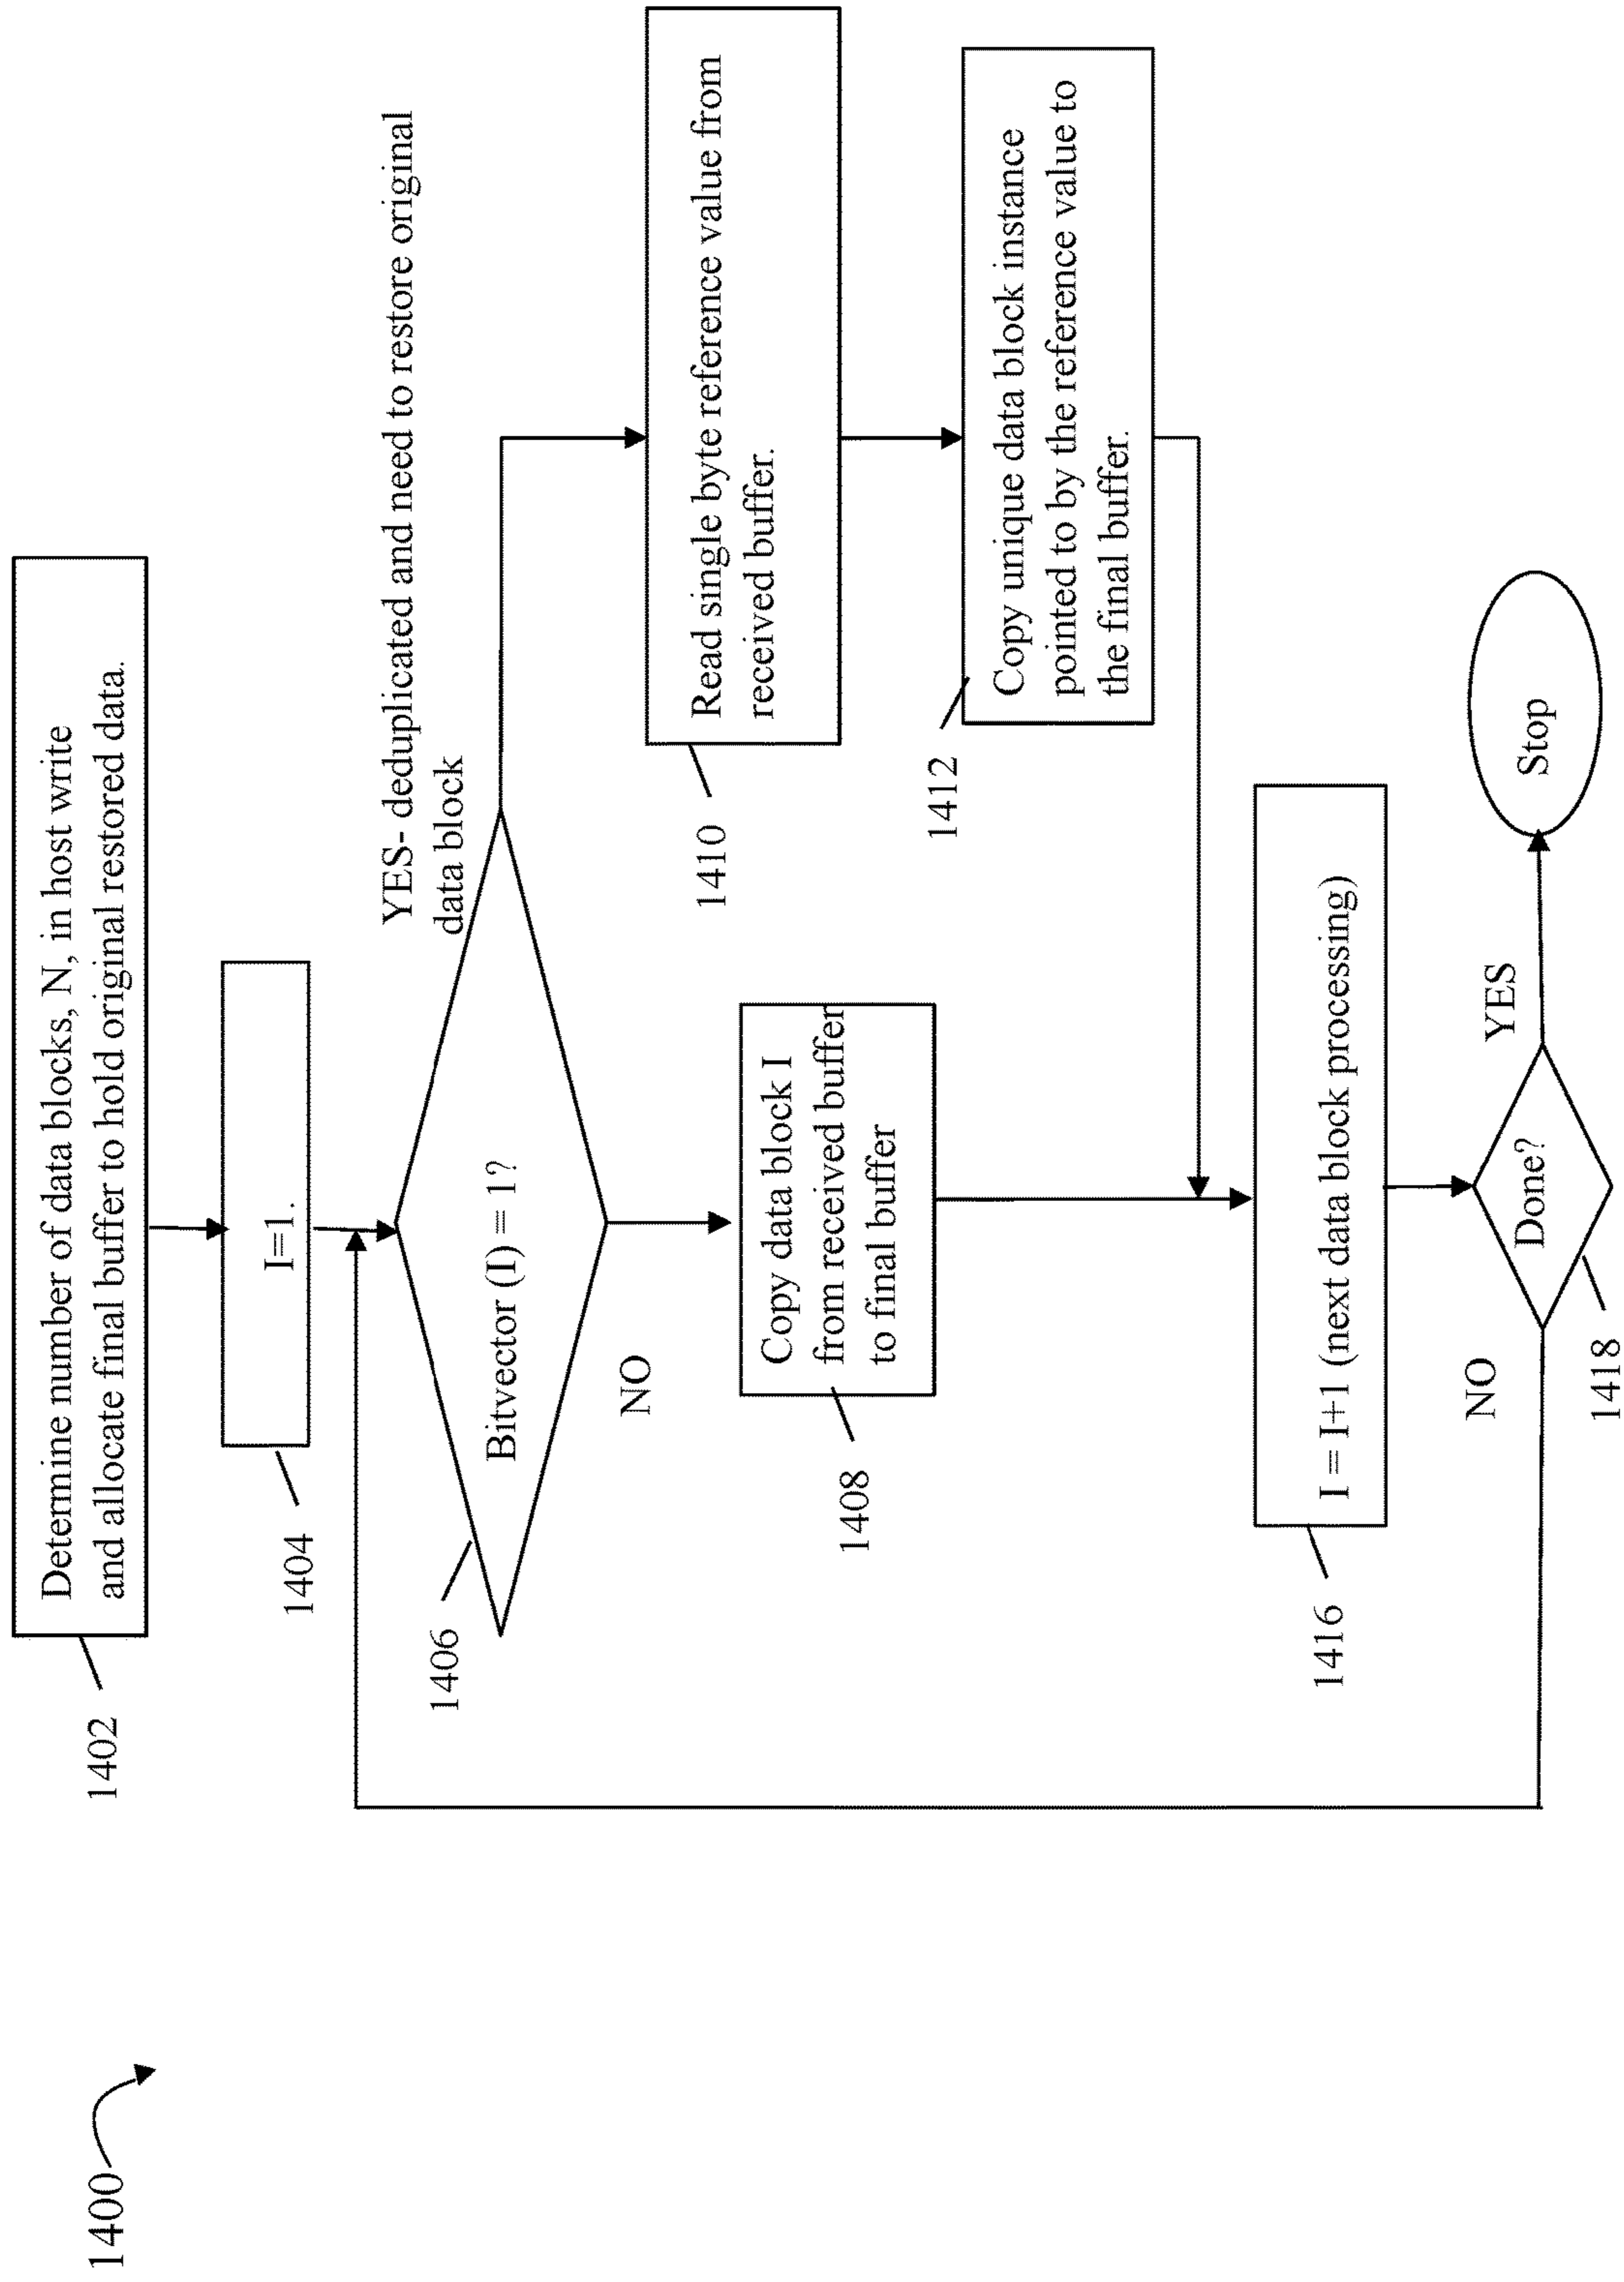 1400
1402
Determine number of data blocks, N, in host write
and allocate final buffer to hold original restored data.
1404
I=1.
1406
Bitvector (I) = 1?
YES- deduplicated and need to restore original
data block
NO
1408
Copy data block I
from received buffer
to final buffer
1410
Read single byte reference value from
received buffer.
1412
Copy unique data block instance
pointed to by the reference value to
the final buffer.
1416
I = I+1 (next data block processing)
NO
Done?
YES
Stop
1418